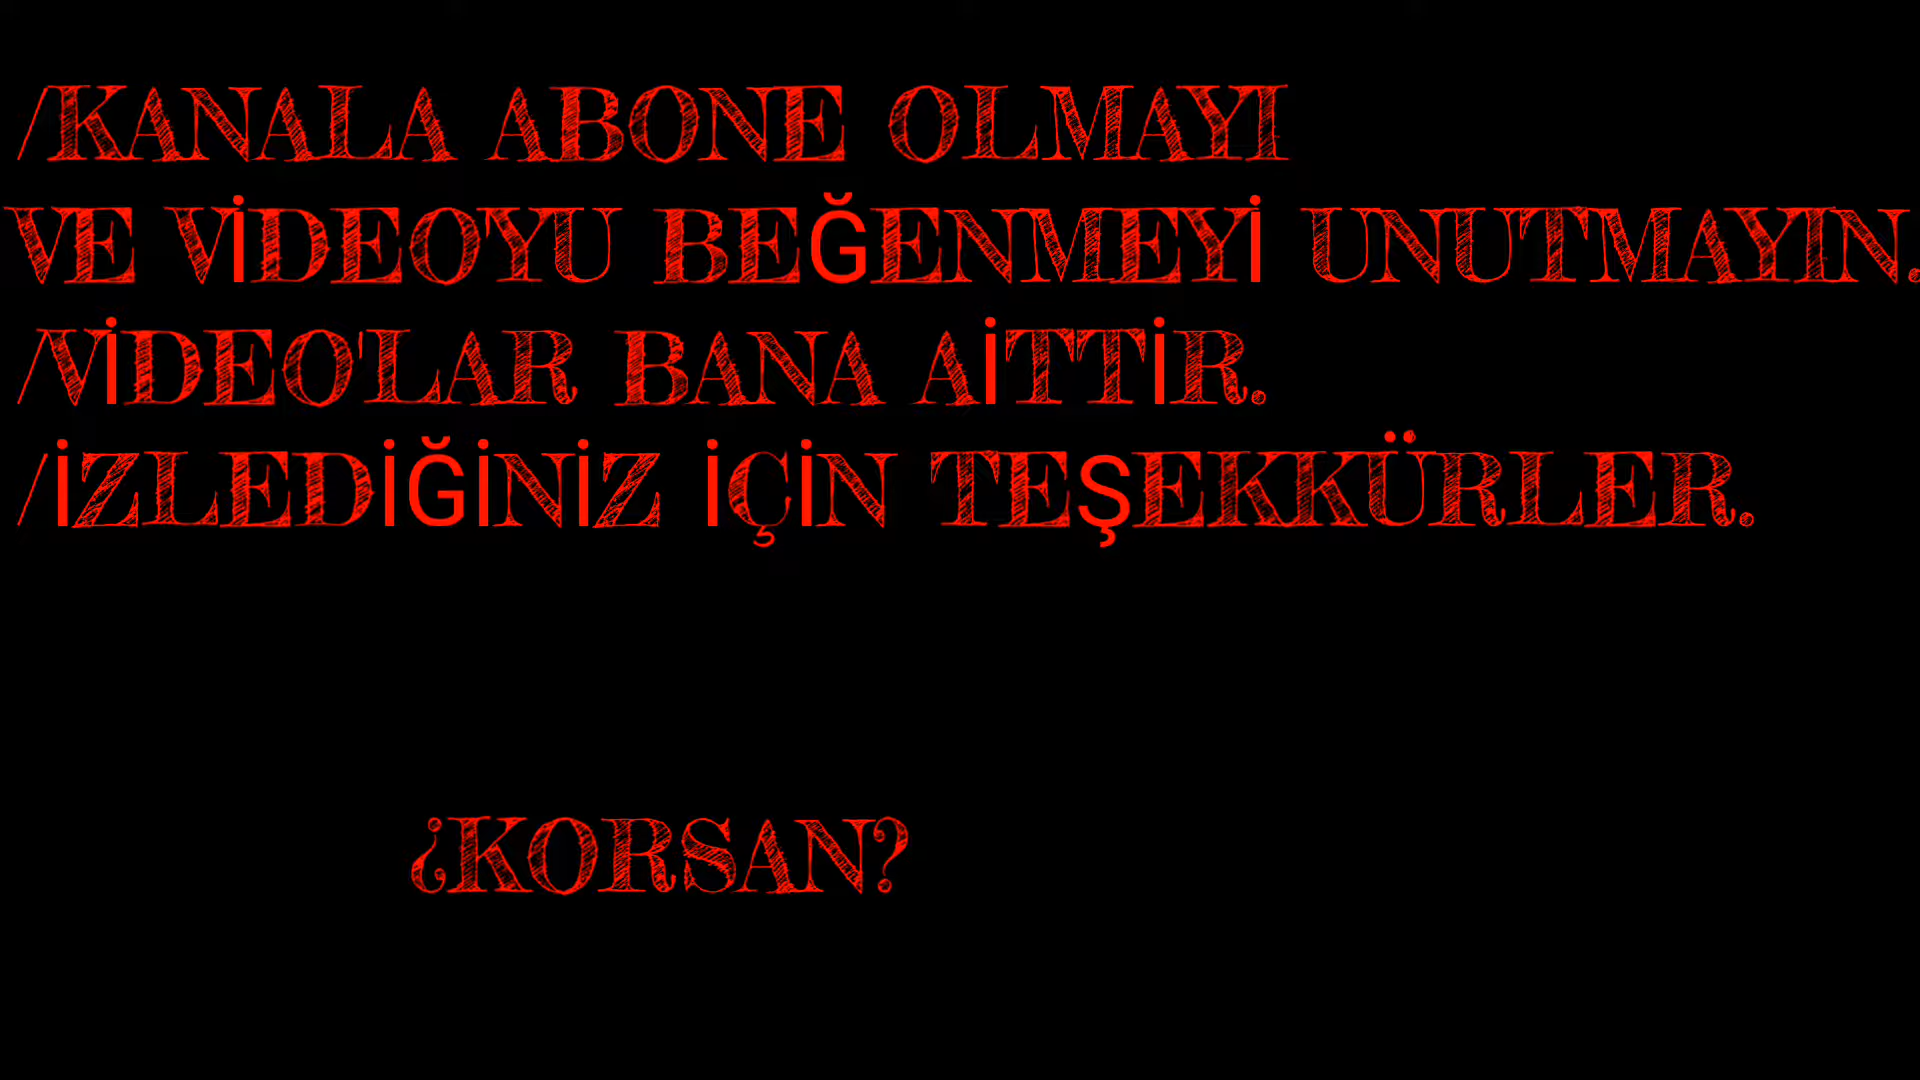 /KANALA ABONE OLMAYI
VE VİDEO'YU BEĞENMEYİ UNUTMAYIN.
/VİDEO'LAR BANA AİTTİR.
/İZLEDİĞİNİZ İÇİN TEŞEKKÜRLER.
¿KORSAN?